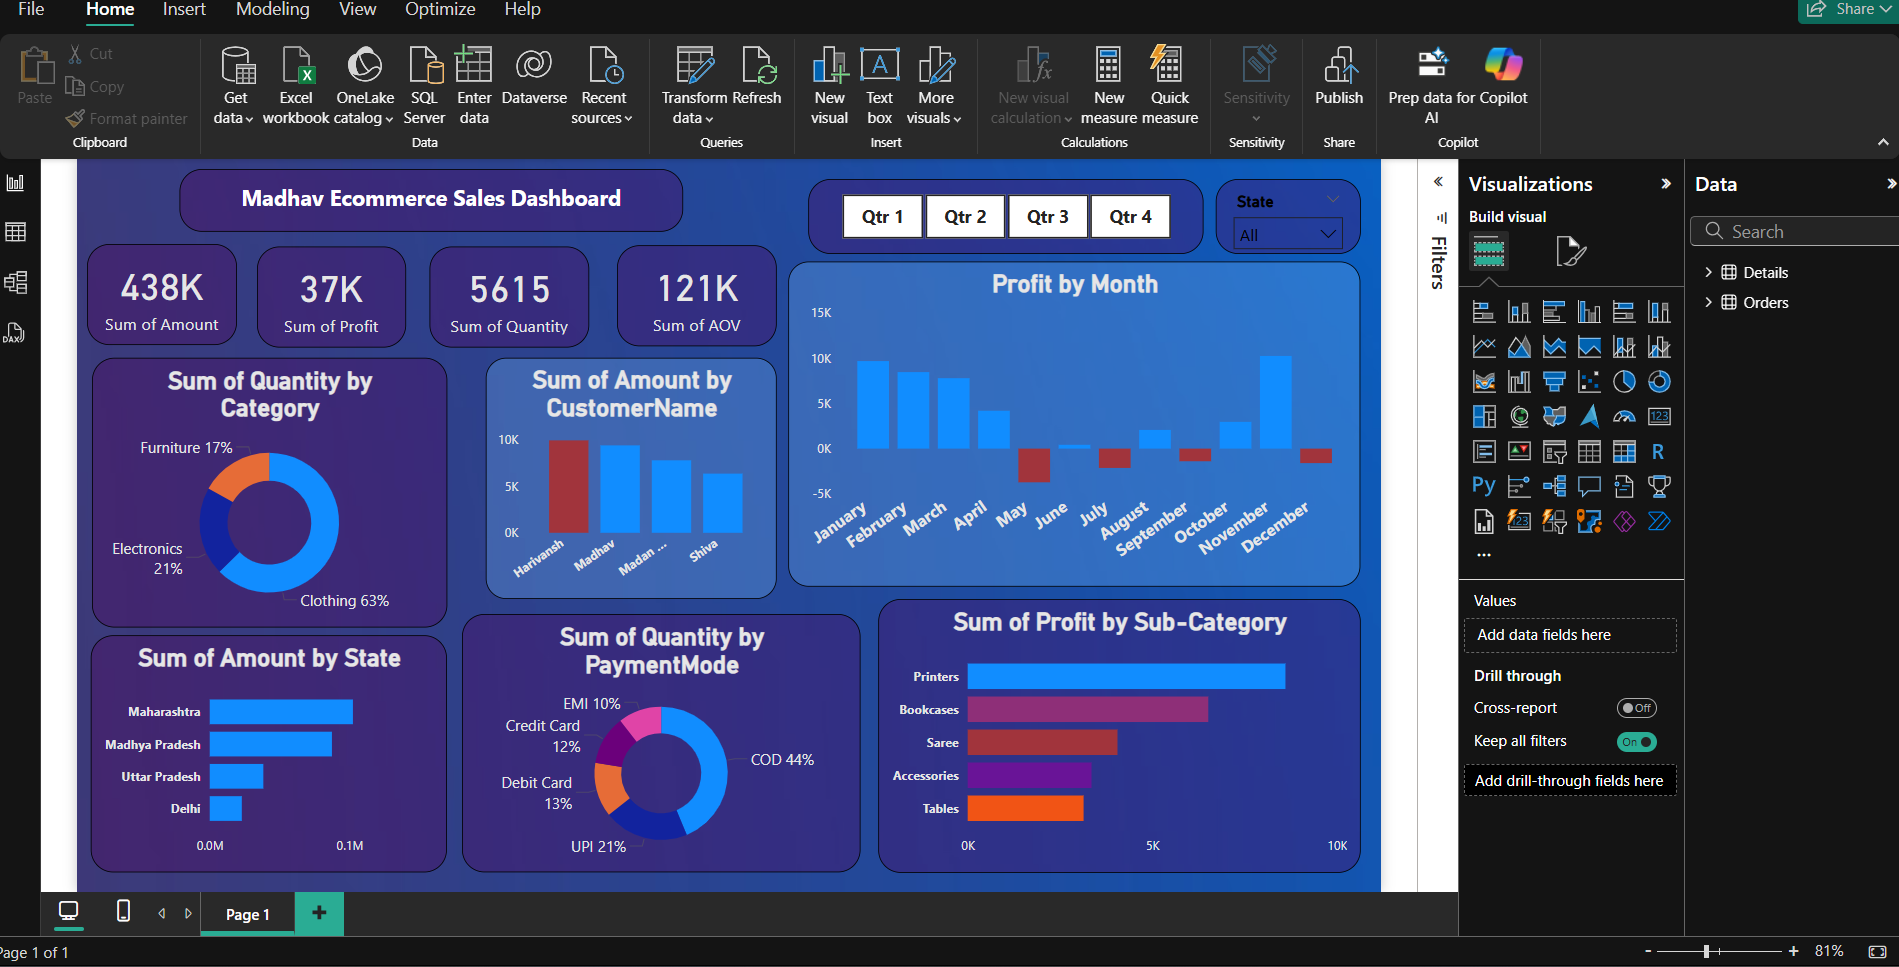 File Home Insert Modeling View Optimize Help
Share
Paste
Cut
Copy
Format painter
Clipboard
Get
data
Excel
workbook
OneLake
catalog
SQL
Server
Enter
data
Dataverse
Recent
sources
Data
Transform
data
Refresh
Queries
New
visual
Text
box
More
visuals
Insert
New visual
calculation
New
measure
Quick
measure
Calculations
Sensitivity
Sensitivity
Publish
Share
Prep data for
AI
Copilot
Copilot
Madhav Ecommerce Sales Dashboard
Qtr 1
Qtr 2
Qtr 3
Qtr 4
State
All
438K
Sum of Amount
37K
Sum of Profit
5615
Sum of Quantity
121K
Sum of AOV
Sum of Quantity by
Category
Furniture 17%
Electronics
21%
Clothing 63%
Sum of Amount by
CustomerName
10K
5K
0K
Harivansh
Madhav
Madan ...
Shiva
Profit by Month
15K
10K
5K
0K
-5K
January
February
March
April
May
June
July
August
September
October
November
December
Sum of Amount by State
Maharashtra
Madhya Pradesh
Uttar Pradesh
Delhi
0.0M
0.1M
Sum of Quantity by
PaymentMode
EMI 10%
Credit Card
12%
Debit Card
13%
UPI 21%
COD 44%
Sum of Profit by Sub-Category
Printers
Bookcases
Saree
Accessories
Tables
0K
5K
10K
Filters
Visualizations
Build visual
123
R
Py
123
...
Values
Add data fields here
Drill through
Cross-report
Off
Keep all filters
On
Add drill-through fields here
Data
Search
Details
Orders
DAX
Page 1
+
Page 1 of 1
- + 81%